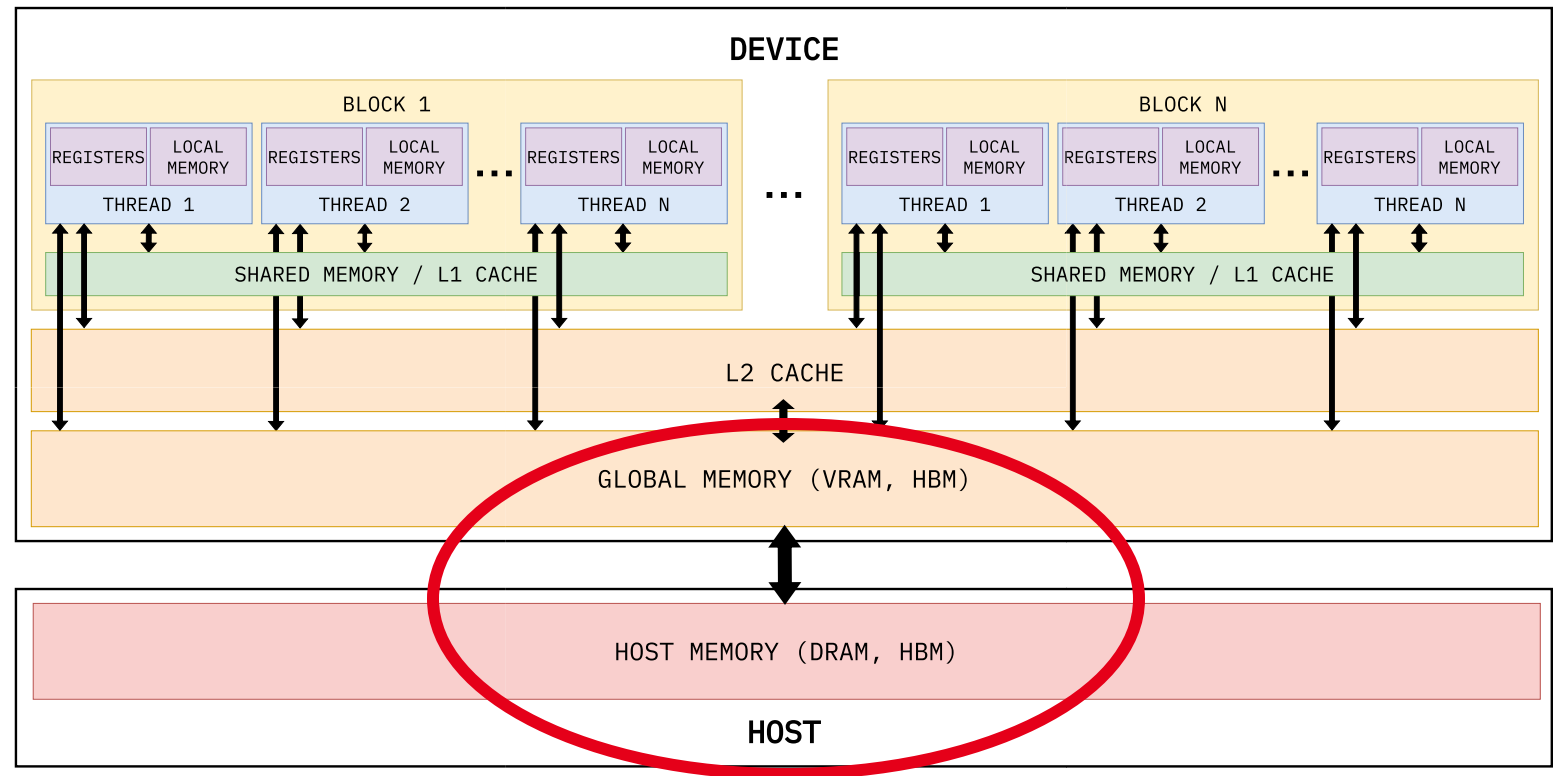 DEVICE
BLOCK 1
REGISTERS
LOCAL
MEMORY
THREAD 1
REGISTERS
LOCAL
MEMORY
THREAD 2
...
REGISTERS
LOCAL
MEMORY
THREAD N
SHARED MEMORY / L1 CACHE
...
BLOCK N
REGISTERS
LOCAL
MEMORY
THREAD 1
REGISTERS
LOCAL
MEMORY
THREAD 2
...
REGISTERS
LOCAL
MEMORY
THREAD N
SHARED MEMORY / L1 CACHE
L2 CACHE
GLOBAL MEMORY (VRAM, HBM)
HOST MEMORY (DRAM, HBM)
HOST